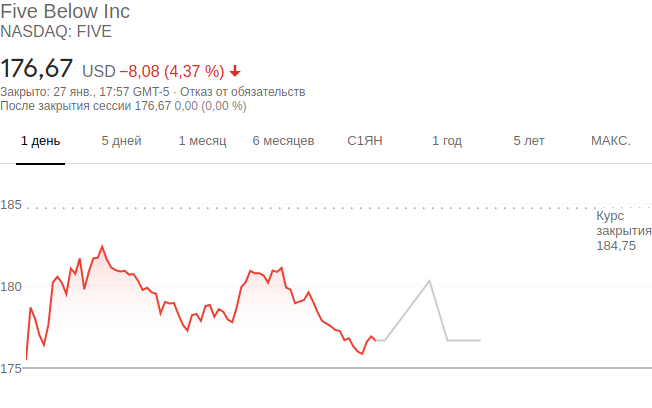 Five Below Inc
NASDAQ: FIVE
176,67 USD −8,08 (4,37 %)
Закрыто: 27 янв., 17:57 GMT-5 · Отказ от обязательств
После закрытия сессии 176,67 0,00 (0,00 %)
1 день 5 дней 1 месяц 6 месяцев С1ЯН 1 год 5 лет МАКС.
185
Курс
закрытия
184,75
180
175